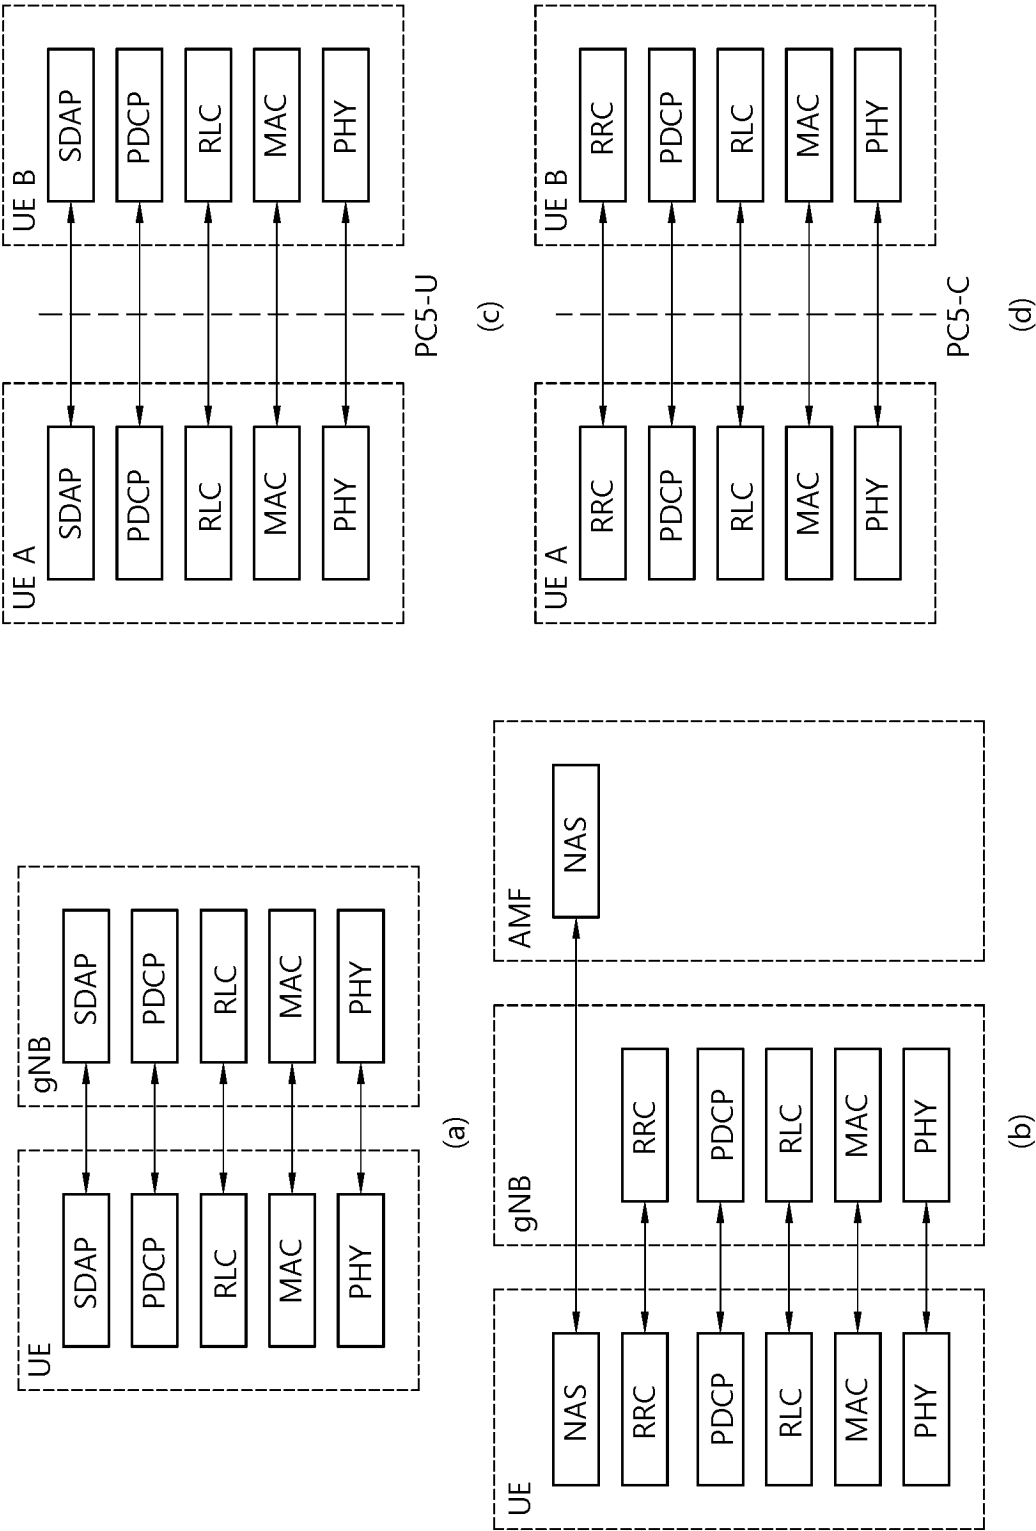 UE
gNB
SDAP
SDAP
PDCP
PDCP
RLC
RLC
MAC
MAC
PHY
PHY
(a)
UE
gNB
AMF
NAS
NAS
RRC
RRC
PDCP
PDCP
RLC
RLC
MAC
MAC
PHY
PHY
(b)
UE A
UE B
SDAP
SDAP
PDCP
PDCP
RLC
RLC
MAC
MAC
PHY
PHY
PC5-U
(c)
UE A
UE B
RRC
RRC
PDCP
PDCP
RLC
RLC
MAC
MAC
PHY
PHY
PC5-C
(d)